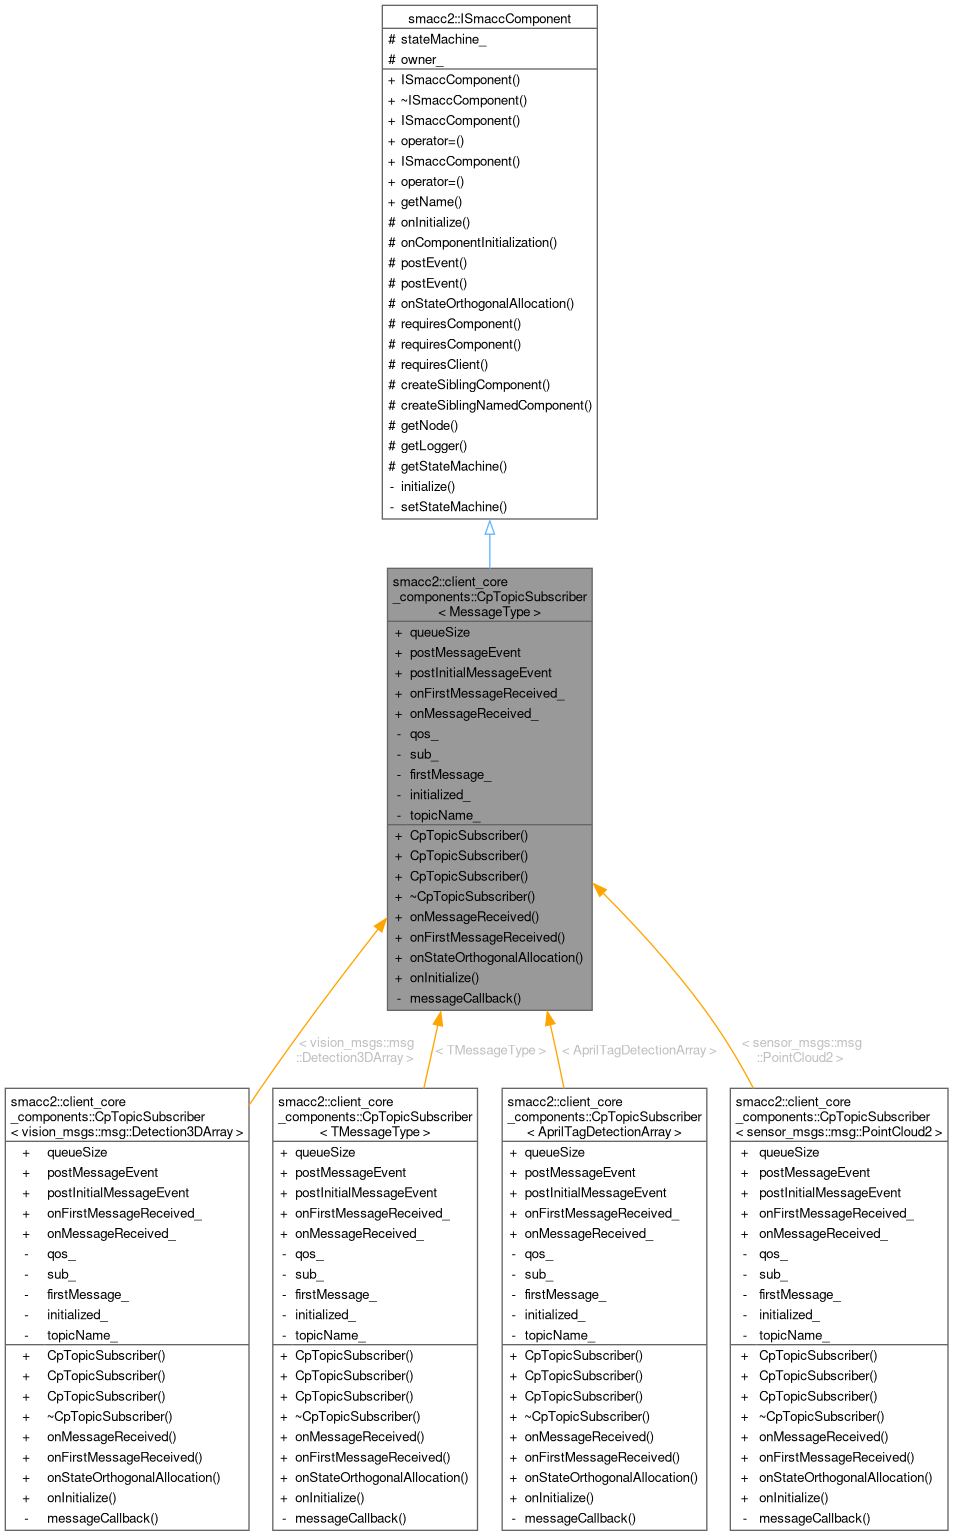 smacc2::ISmaccComponent
# stateMachine_
# owner_
+ ISmaccComponent()
+ ~ISmaccComponent()
+ ISmaccComponent()
+ operator=()
+ ISmaccComponent()
+ operator=()
+ getName()
# onInitialize()
# onComponentInitialization()
# postEvent()
# postEvent()
# onStateOrthogonalAllocation()
# requiresComponent()
# requiresComponent()
# requiresClient()
# createSiblingComponent()
# createSiblingNamedComponent()
# getNode()
# getLogger()
# getStateMachine()
- initialize()
- setStateMachine()
smacc2::client_core
_components::CpTopicSubscriber
< MessageType >
+ queueSize
+ postMessageEvent
+ postInitialMessageEvent
+ onFirstMessageReceived_
+ onMessageReceived_
- qos_
- sub_
- firstMessage_
- initialized_
- topicName_
+ CpTopicSubscriber()
+ CpTopicSubscriber()
+ CpTopicSubscriber()
+ ~CpTopicSubscriber()
+ onMessageReceived()
+ onFirstMessageReceived()
+ onStateOrthogonalAllocation()
+ onInitialize()
- messageCallback()
< vision_msgs::msg
::Detection3DArray >
< TMessageType >
< AprilTagDetectionArray >
< sensor_msgs::msg
::PointCloud2 >
smacc2::client_core
_components::CpTopicSubscriber
< vision_msgs::msg::Detection3DArray >
+ queueSize
+ postMessageEvent
+ postInitialMessageEvent
+ onFirstMessageReceived_
+ onMessageReceived_
- qos_
- sub_
- firstMessage_
- initialized_
- topicName_
+ CpTopicSubscriber()
+ CpTopicSubscriber()
+ CpTopicSubscriber()
+ ~CpTopicSubscriber()
+ onMessageReceived()
+ onFirstMessageReceived()
+ onStateOrthogonalAllocation()
+ onInitialize()
- messageCallback()
smacc2::client_core
_components::CpTopicSubscriber
< TMessageType >
+ queueSize
+ postMessageEvent
+ postInitialMessageEvent
+ onFirstMessageReceived_
+ onMessageReceived_
- qos_
- sub_
- firstMessage_
- initialized_
- topicName_
+ CpTopicSubscriber()
+ CpTopicSubscriber()
+ CpTopicSubscriber()
+ ~CpTopicSubscriber()
+ onMessageReceived()
+ onFirstMessageReceived()
+ onStateOrthogonalAllocation()
+ onInitialize()
- messageCallback()
smacc2::client_core
_components::CpTopicSubscriber
< AprilTagDetectionArray >
+ queueSize
+ postMessageEvent
+ postInitialMessageEvent
+ onFirstMessageReceived_
+ onMessageReceived_
- qos_
- sub_
- firstMessage_
- initialized_
- topicName_
+ CpTopicSubscriber()
+ CpTopicSubscriber()
+ CpTopicSubscriber()
+ ~CpTopicSubscriber()
+ onMessageReceived()
+ onFirstMessageReceived()
+ onStateOrthogonalAllocation()
+ onInitialize()
- messageCallback()
smacc2::client_core
_components::CpTopicSubscriber
< sensor_msgs::msg::PointCloud2 >
+ queueSize
+ postMessageEvent
+ postInitialMessageEvent
+ onFirstMessageReceived_
+ onMessageReceived_
- qos_
- sub_
- firstMessage_
- initialized_
- topicName_
+ CpTopicSubscriber()
+ CpTopicSubscriber()
+ CpTopicSubscriber()
+ ~CpTopicSubscriber()
+ onMessageReceived()
+ onFirstMessageReceived()
+ onStateOrthogonalAllocation()
+ onInitialize()
- messageCallback()